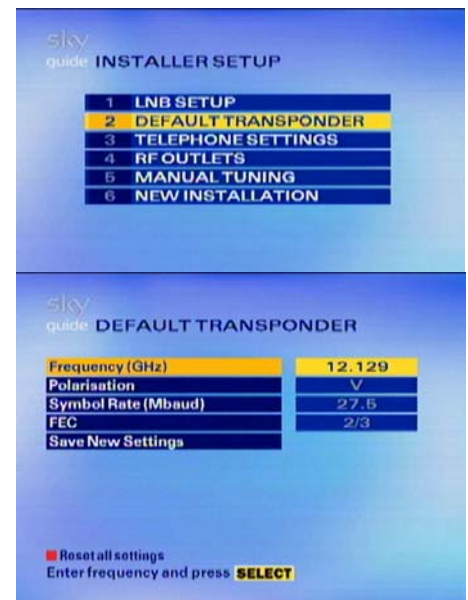 sky
guide INSTALLER SETUP
1 LNB SETUP
2 DEFAULT TRANSPONDER
3 TELEPHONE SETTINGS
4 RF OUTLETS
5 MANUAL TUNING
6 NEW INSTALLATION
sky
guide DEFAULT TRANSPONDER
Frequency (GHz) 12.129
Polarisation V
Symbol Rate (Mbaud) 27.5
FEC 2/3
Save New Settings
Reset all settings
Enter frequency and press SELECT